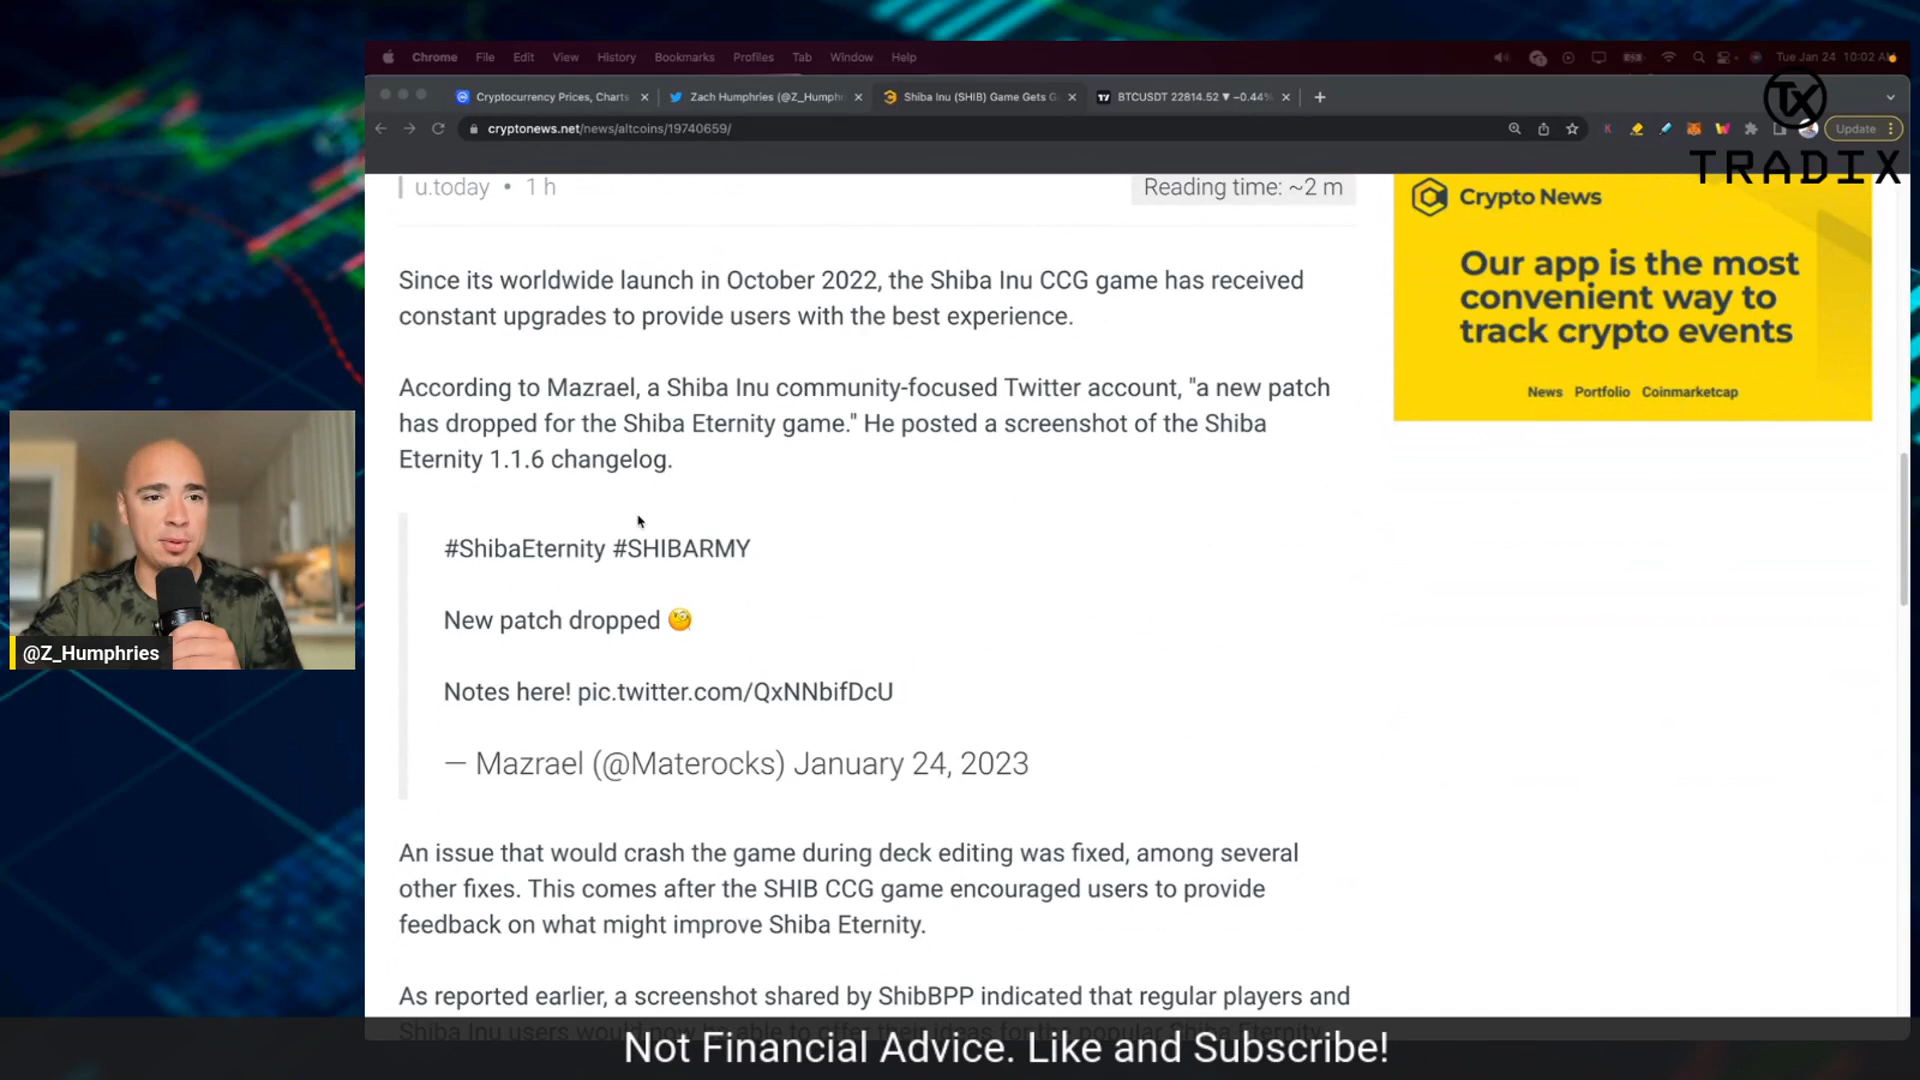 Chrome File Edit View History Bookmarks Profiles Tab Window Help Tue Jan 24 10:02
Cryptocurrency Prices, Charts Zach Humphries (@Z_Humph Shiba Inu (SHIB) Game Gets BTCUSDT 22814.52 ▼ −0.44%
cryptonews.net/news/altcoins/19740659/ Update
TX
TRADIX
u.today • 1 h Reading time: ~2 m
Crypto News
Our app is the most
convenient way to
track crypto events
News Portfolio Coinmarketcap
Since its worldwide launch in October 2022, the Shiba Inu CCG game has received
constant upgrades to provide users with the best experience.
According to Mazrael, a Shiba Inu community-focused Twitter account, "a new patch
has dropped for the Shiba Eternity game." He posted a screenshot of the Shiba
Eternity 1.1.6 changelog.
#ShibaEternity #SHIBARMY
New patch dropped 🧐
Notes here! pic.twitter.com/QxNNbifDcU
— Mazrael (@Materocks) January 24, 2023
An issue that would crash the game during deck editing was fixed, among several
other fixes. This comes after the SHIB CCG game encouraged users to provide
feedback on what might improve Shiba Eternity.
As reported earlier, a screenshot shared by ShibBPP indicated that regular players and
Shiba Inu users would now be able to offer their ideas for the popular Shiba Eternity
@Z_Humphries
Not Financial Advice. Like and Subscribe!